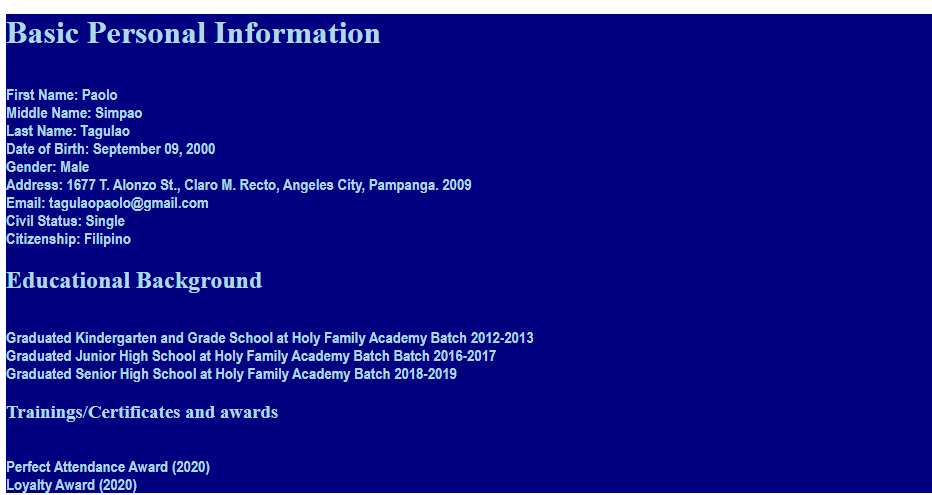 Basic Personal Information
First Name: Paolo
Middle Name: Simpao
Last Name: Tagulao
Date of Birth: September 09, 2000
Gender: Male
Address: 1677 T. Alonzo St., Claro M. Recto, Angeles City, Pampanga. 2009
Email: tagulaopaolo@gmail.com
Civil Status: Single
Citizenship: Filipino
Educational Background
Graduated Kindergarten and Grade School at Holy Family Academy Batch 2012-2013
Graduated Junior High School at Holy Family Academy Batch Batch 2016-2017
Graduated Senior High School at Holy Family Academy Batch 2018-2019
Trainings/Certificates and awards
Perfect Attendance Award (2020)
Loyalty Award (2020)